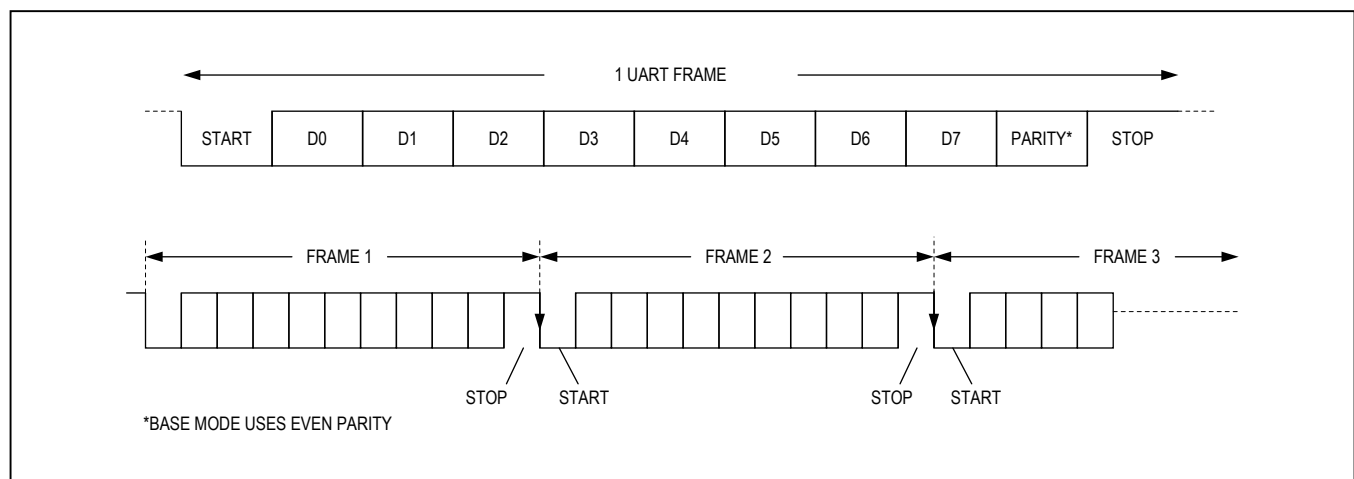 1 UART FRAME
START D0 D1 D2 D3 D4 D5 D6 D7 PARITY* STOP
FRAME 1 FRAME 2 FRAME 3
STOP START STOP START
*BASE MODE USES EVEN PARITY